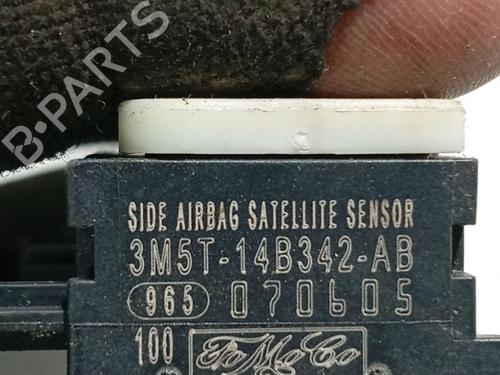 B-PARTS
SIDE AIRBAG SATELLITE SENSOR
3M5T-14B342-AB
965 070605
100 FoMoCo